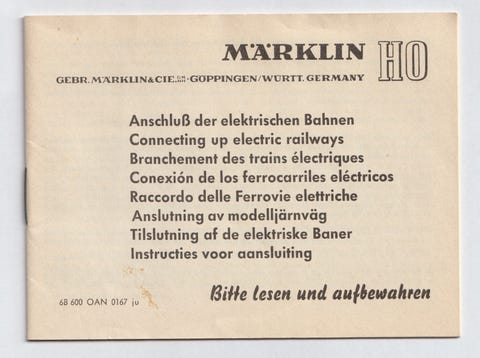 MÄRKLIN HO
GEBR. MÄRKLIN & CIE. GMBH · GÖPPINGEN/WÜRTT. GERMANY
Anschluß der elektrischen Bahnen
Connecting up electric railways
Branchement des trains électriques
Conexión de los ferrocarriles eléctricos
Raccordo delle Ferrovie elettriche
Anslutning av modelljärnväg
Tilslutning af de elektriske Baner
Instructies voor aansluiting
Bitte lesen und aufbewahren
68 600 OAN 0167 ju